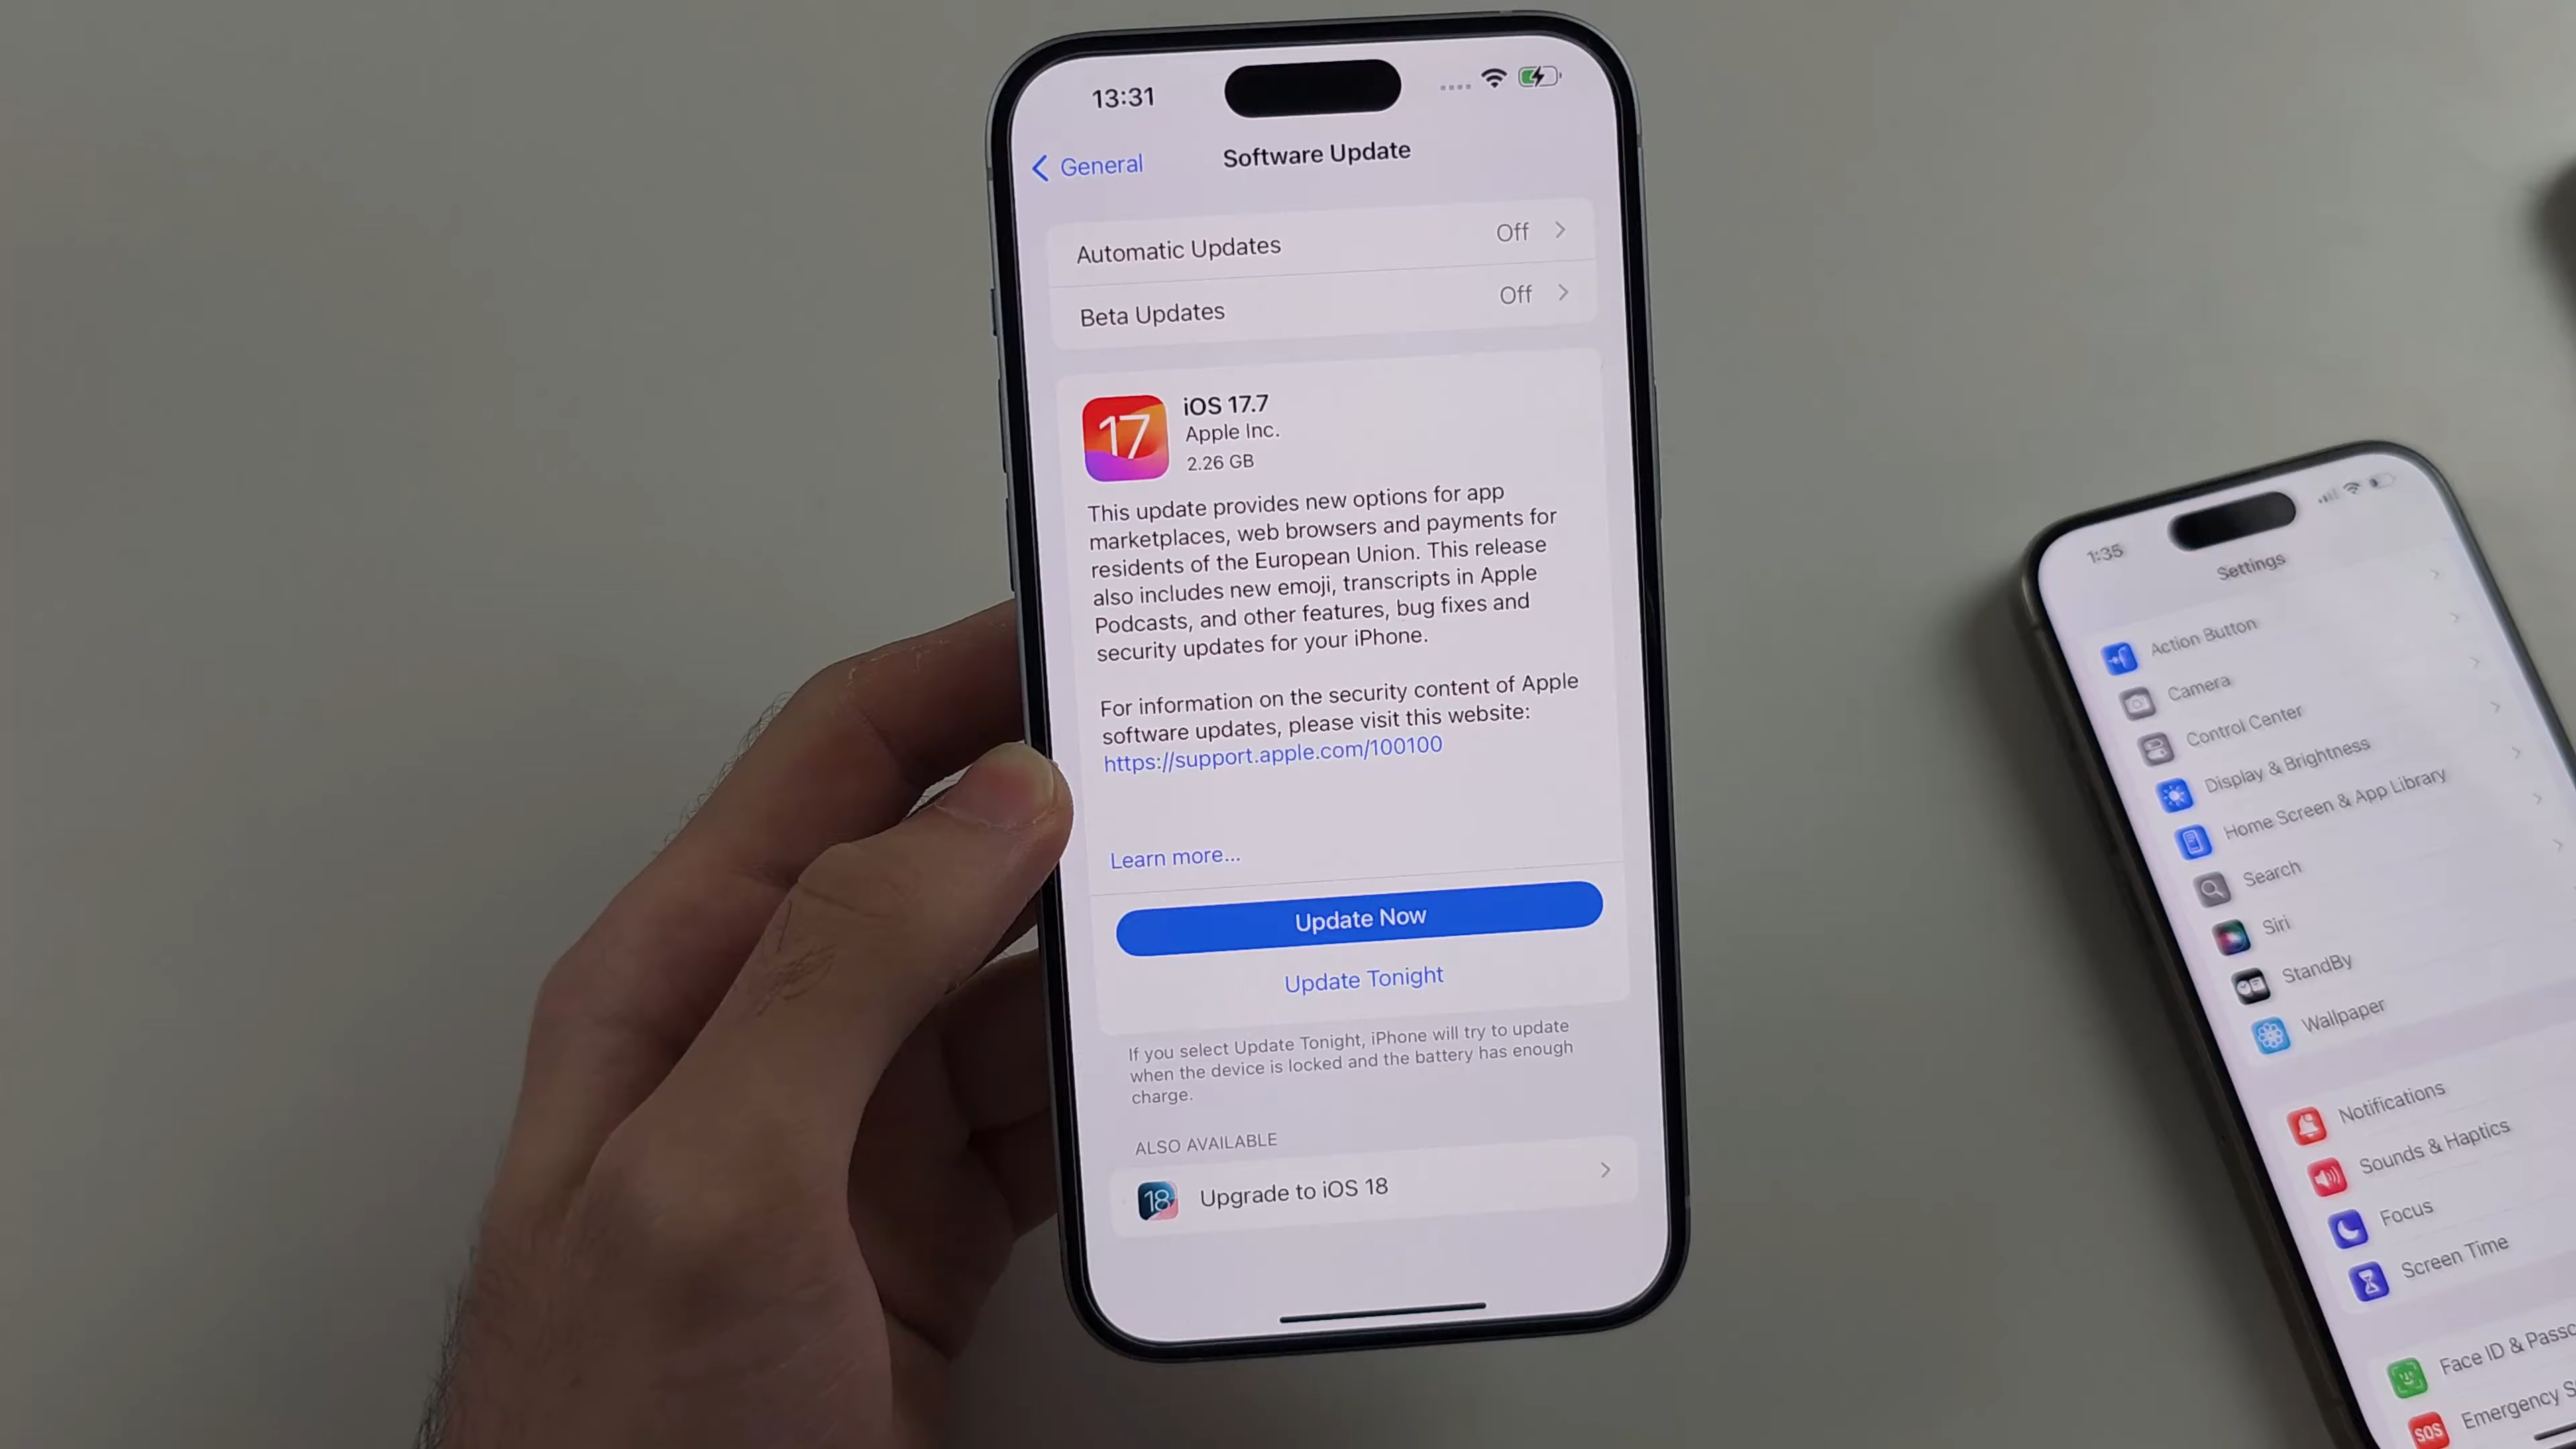 13:31
General
Software Update
Automatic Updates
Off
Beta Updates
Off
17
iOS 17.7
Apple Inc.
2.26 GB
This update provides new options for app
marketplaces, web browsers and payments for
residents of the European Union. This release
also includes new emoji, transcripts in Apple
Podcasts, and other features, bug fixes and
security updates for your iPhone.
For information on the security content of Apple
software updates, please visit this website:
https://support.apple.com/100100
Learn more...
Update Now
Update Tonight
If you select Update Tonight, iPhone will try to update
when the device is locked and the battery has enough
charge.
ALSO AVAILABLE
18
Upgrade to iOS 18
1:35
Settings
Action Button
Camera
Control Center
Display & Brightness
Home Screen & App Library
Search
Siri
StandBy
Wallpaper
Notifications
Sounds & Haptics
Focus
Screen Time
Face ID & Passc
SOS
Emergency S